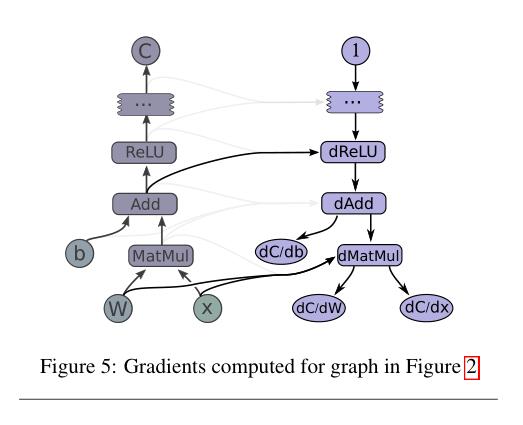 C
1
...
...
ReLU
dReLU
Add
dAdd
b
MatMul
dC/db
dMatMul
W
x
dC/dW
dC/dx
Figure 5: Gradients computed for graph in Figure 2